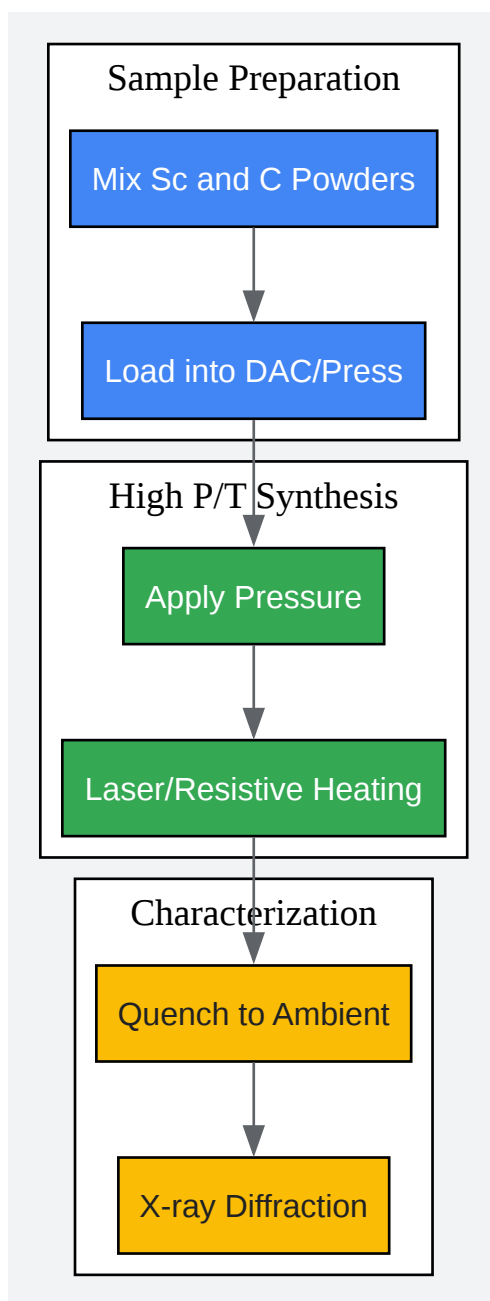 Sample Preparation
Mix Sc and C Powders
Load into DAC/Press
High P/T Synthesis
Apply Pressure
Laser/Resistive Heating
Characterization
Quench to Ambient
X-ray Diffraction